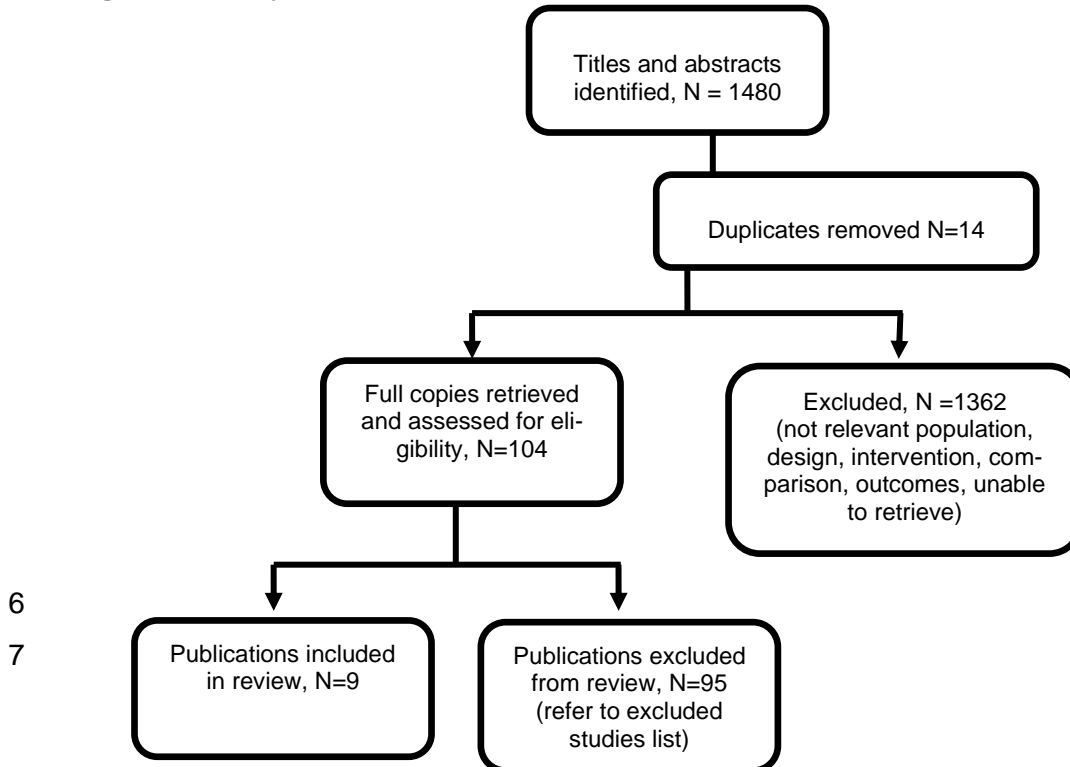 Titles and abstracts
identified, N = 1480
Duplicates removed N=14
Full copies retrieved
and assessed for eli-
gibility, N=104
Excluded, N =1362
(not relevant population,
design, intervention, com-
parison, outcomes, unable
to retrieve)
6
7
Publications included
in review, N=9
Publications excluded
from review, N=95
(refer to excluded
studies list)